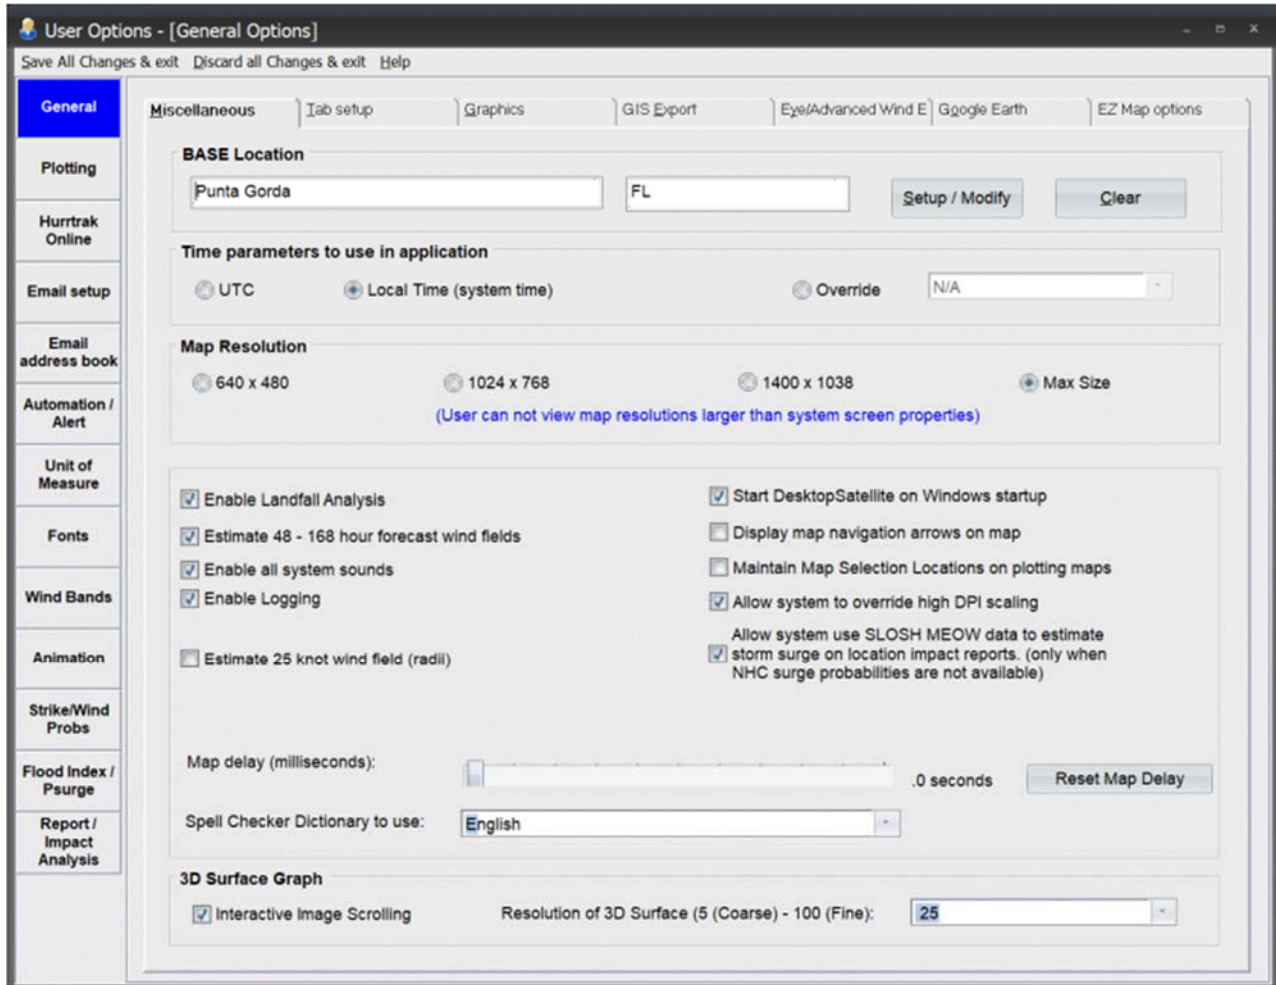 User Options - [General Options]
Save All Changes & exit Discard all Changes & exit Help
General
Plotting
Hurrtrak
Online
Email setup
Email
address book
Automation /
Alert
Unit of
Measure
Fonts
Wind Bands
Animation
Strike/Wind
Probs
Flood Index /
Psurge
Report /
Impact
Analysis
Miscellaneous Tab setup Graphics GIS Export Eye/Advanced Wind E Google Earth EZ Map options
BASE Location
Punta Gorda FL Setup / Modify Clear
Time parameters to use in application
UTC Local Time (system time) Override N/A
Map Resolution
640 x 480 1024 x 768 1400 x 1038 Max Size
(User can not view map resolutions larger than system screen properties)
Enable Landfall Analysis
Estimate 48 - 168 hour forecast wind fields
Enable all system sounds
Enable Logging
Estimate 25 knot wind field (radii)
Start DesktopSatellite on Windows startup
Display map navigation arrows on map
Maintain Map Selection Locations on plotting maps
Allow system to override high DPI scaling
Allow system use SLOSH MEOW data to estimate
storm surge on location impact reports. (only when
NHC surge probabilities are not available)
Map delay (milliseconds): .0 seconds Reset Map Delay
Spell Checker Dictionary to use: English
3D Surface Graph
Interactive Image Scrolling Resolution of 3D Surface (5 (Coarse) - 100 (Fine): 25